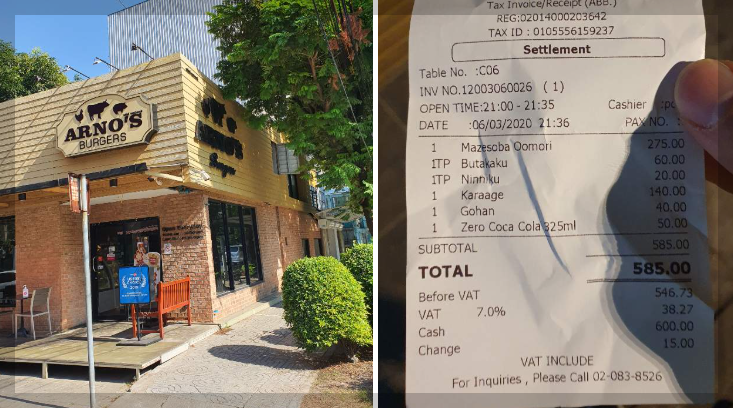 ARNO'S
BURGERS
ARNO'S
Tax Invoice/Receipt (ABB.)
REG:02014000203642
TAX ID : 0105556159237
Settlement
Table No. :C06
INV NO.12003060026 ( 1)
OPEN TIME:21:00 - 21:35 Cashier
DATE :06/03/2020 21:36 PAX NO. :
1 Mazesoba Oomori 275.00
1TP Butakaku 60.00
1TP Ninniku 20.00
1 Karaage 140.00
1 Gohan 40.00
1 Zero Coca Cola 325ml 50.00
SUBTOTAL 585.00
TOTAL 585.00
Before VAT 546.73
VAT 7.0% 38.27
Cash 600.00
Change 15.00
VAT INCLUDE
For Inquiries , Please Call 02-083-8526